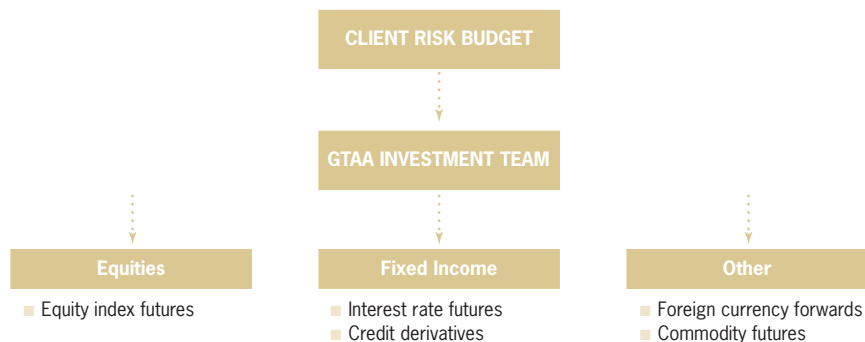 CLIENT RISK BUDGET
GTAA INVESTMENT TEAM
Equities
Equity index futures
Fixed Income
Interest rate futures
Credit derivatives
Other
Foreign currency forwards
Commodity futures